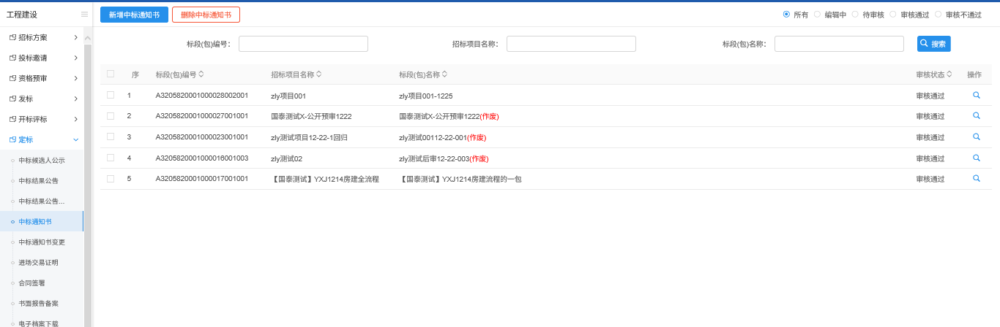 工程建设
新增中标通知书 删除中标通知书
所有 编辑中 待审核 审核通过 审核不通过
招标方案
投标邀请
资格预审
发标
开标评标
定标
中标候选人公示
中标结果公告
中标结果公告...
中标通知书
中标通知书变更
进场交易证明
合同签署
书面报告备案
电子档案下载
标段(包)编号： 招标项目名称： 标段(包)名称： 搜索
序 标段(包)编号 招标项目名称 标段(包)名称 审核状态 操作
1 A3205820001000028002001 zly项目001 zly项目001-1225 审核通过
2 A3205820001000027001001 国泰测试X-公开预审1222 国泰测试X-公开预审1222(作废) 审核通过
3 A3205820001000023001001 zly测试项目12-22-1回归 zly测试00112-22-001(作废) 审核通过
4 A3205820001000016001003 zly测试02 zly测试后审12-22-003(作废) 审核通过
5 A3205820001000017001001 【国泰测试】YXJ1214房建全流程 【国泰测试】YXJ1214房建流程的一包 审核通过